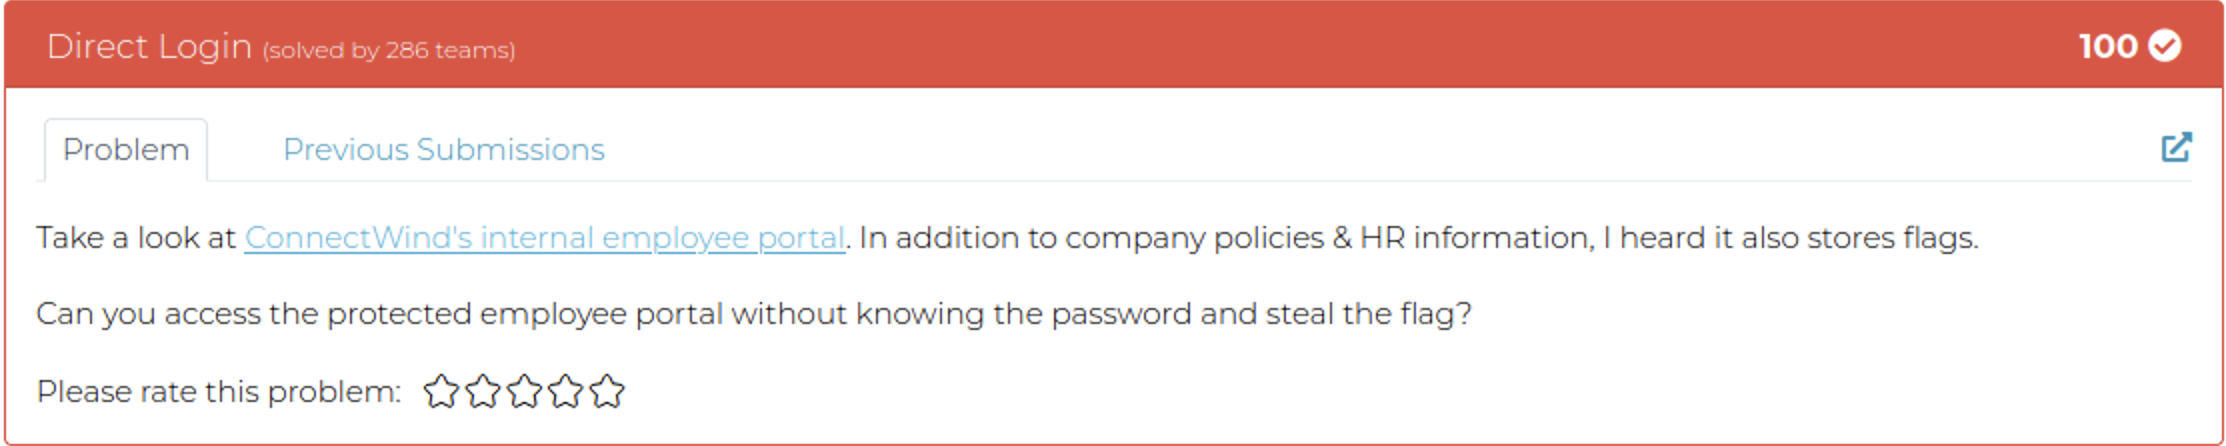 Direct Login (solved by 286 teams) 100
Problem Previous Submissions
Take a look at ConnectWind's internal employee portal. In addition to company policies & HR information, I heard it also stores flags.
Can you access the protected employee portal without knowing the password and steal the flag?
Please rate this problem: